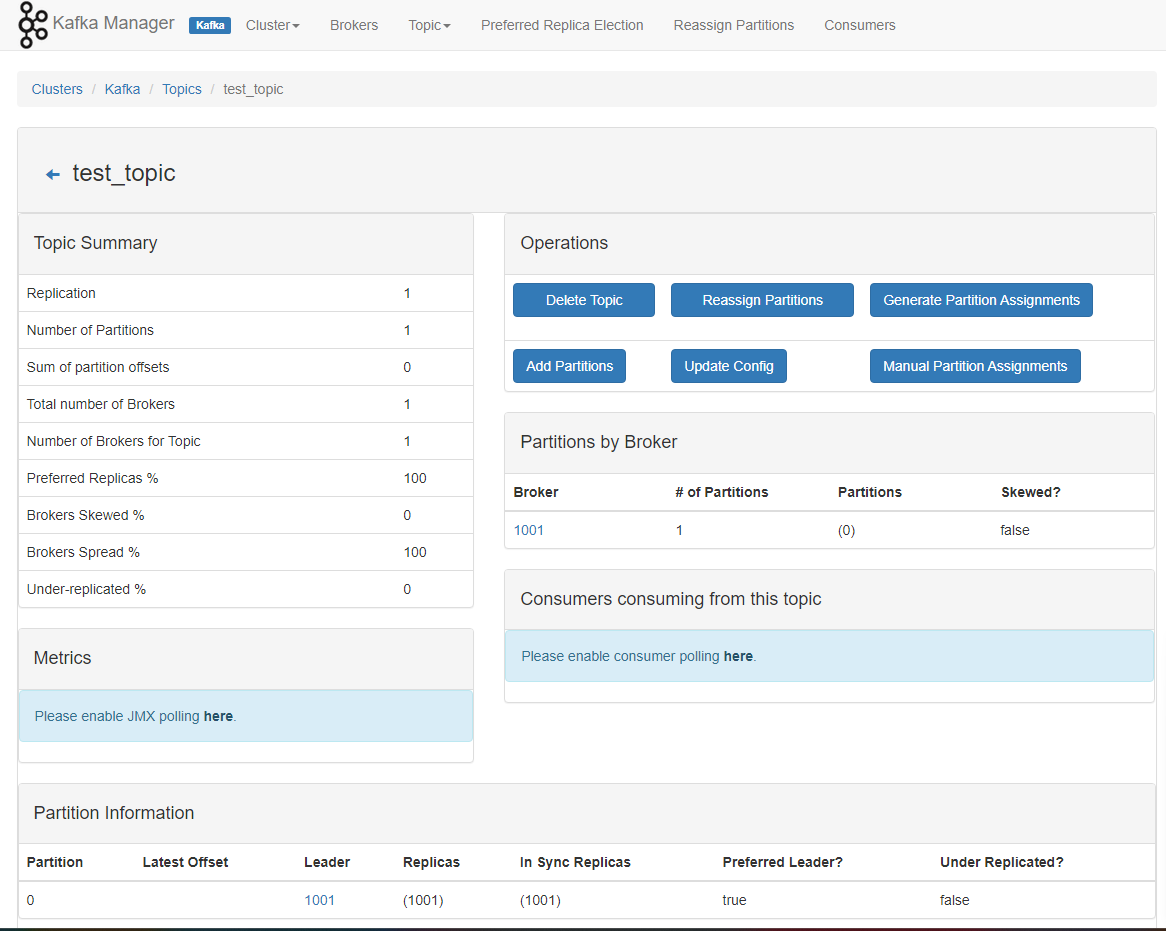 Kafka Manager Kafka Cluster Brokers Topic Preferred Replica Election Reassign Partitions Consumers
Clusters / Kafka / Topics / test_topic
← test_topic
Topic Summary
Replication 1
Number of Partitions 1
Sum of partition offsets 0
Total number of Brokers 1
Number of Brokers for Topic 1
Preferred Replicas % 100
Brokers Skewed % 0
Brokers Spread % 100
Under-replicated % 0
Metrics
Please enable JMX polling here.
Operations
Delete Topic Reassign Partitions Generate Partition Assignments
Add Partitions Update Config Manual Partition Assignments
Partitions by Broker
Broker # of Partitions Partitions Skewed?
1001 1 (0) false
Consumers consuming from this topic
Please enable consumer polling here.
Partition Information
Partition Latest Offset Leader Replicas In Sync Replicas Preferred Leader? Under Replicated?
0 1001 (1001) (1001) true false